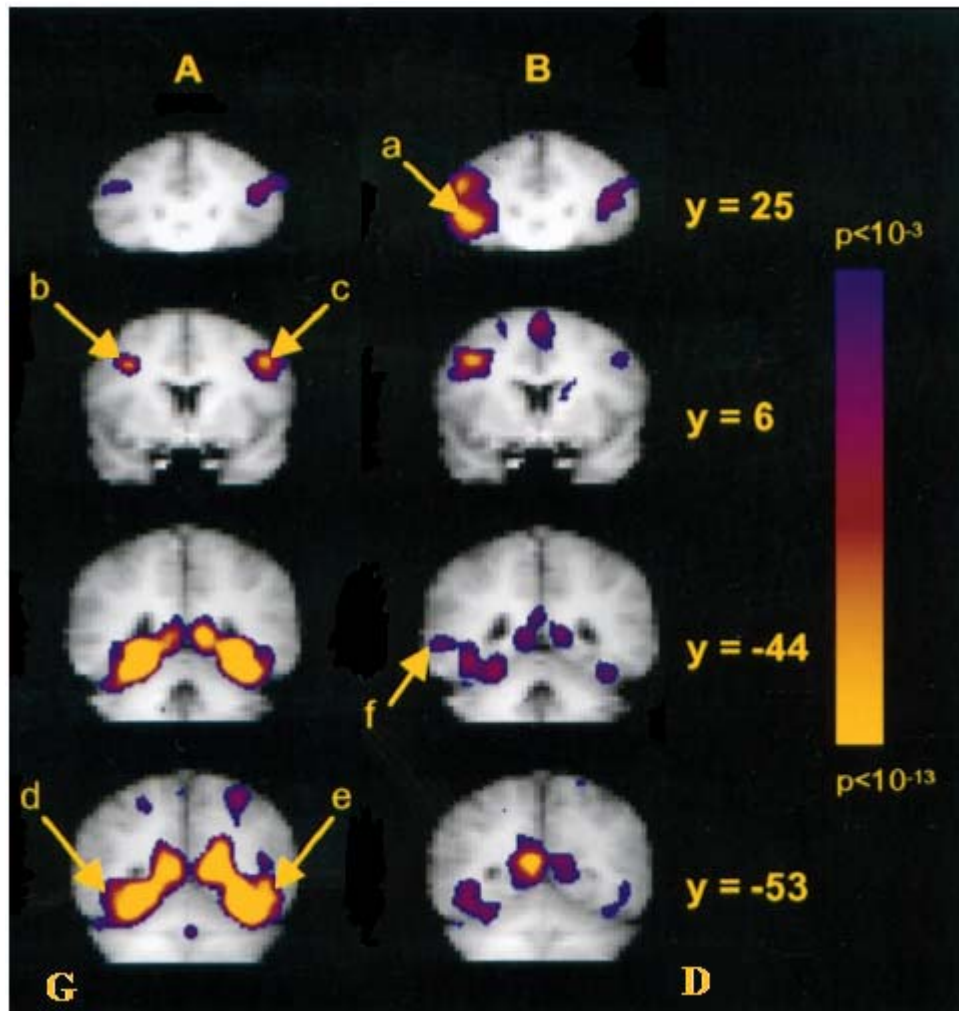 A B
a
y = 25
p<10-3
b c
y = 6
y = -44
f
p<10-13
d e
y = -53
G D